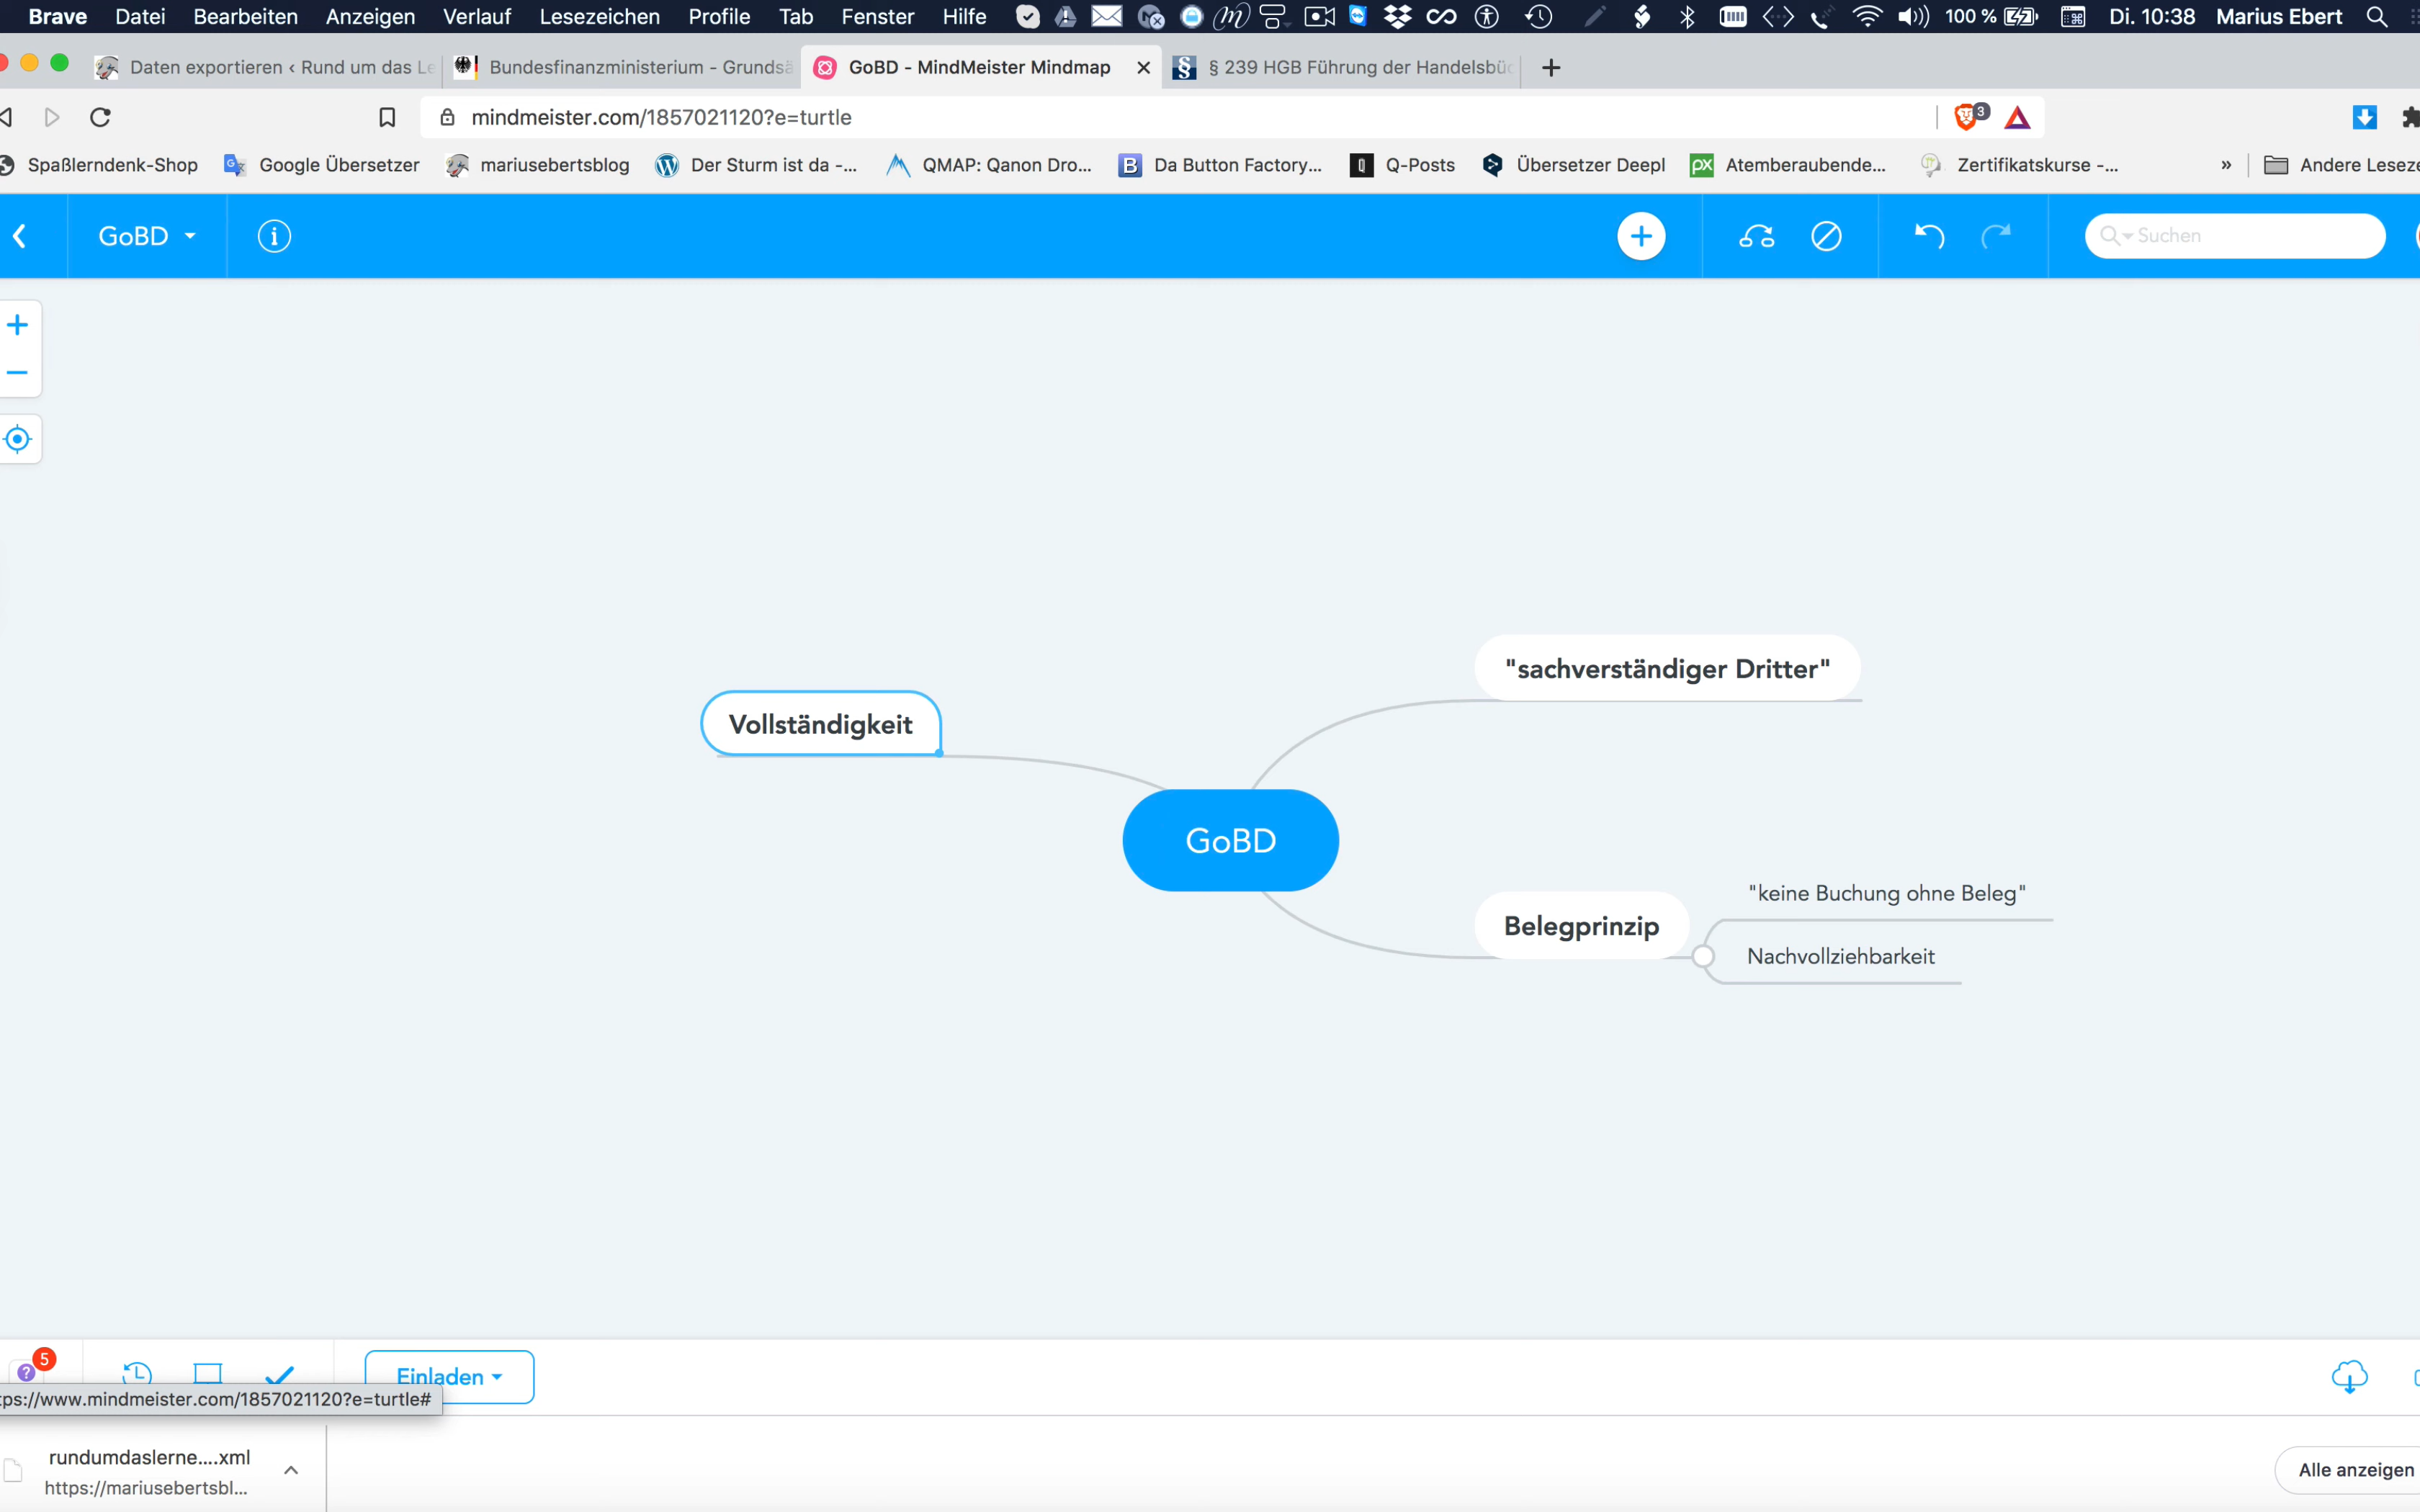 Brave Datei Bearbeiten Anzeigen Verlauf Lesezeichen Profile Tab Fenster Hilfe 100 % Di. 10:38 Marius Ebert
Daten exportieren ‹ Rund um das Le Bundesfinanzministerium - Grundsä GoBD - MindMeister Mindmap § 239 HGB Führung der Handelsbüc
mindmeister.com/1857021120?e=turtle 3
Spaßlerndenk-Shop Google Übersetzer mariusebertsblog Der Sturm ist da -... QMAP: Qanon Dro... Da Button Factory... Q-Posts Übersetzer Deepl Atemberaubende... Zertifikatskurse -... » Andere Leseze
GoBD Suchen
"sachverständiger Dritter"
Vollständigkeit
GoBD
"keine Buchung ohne Beleg"
Belegprinzip
Nachvollziehbarkeit
5
Einladen
tps://www.mindmeister.com/1857021120?e=turtle#
rundumdaslerne....xml
https://mariusebertsbl...
Alle anzeigen